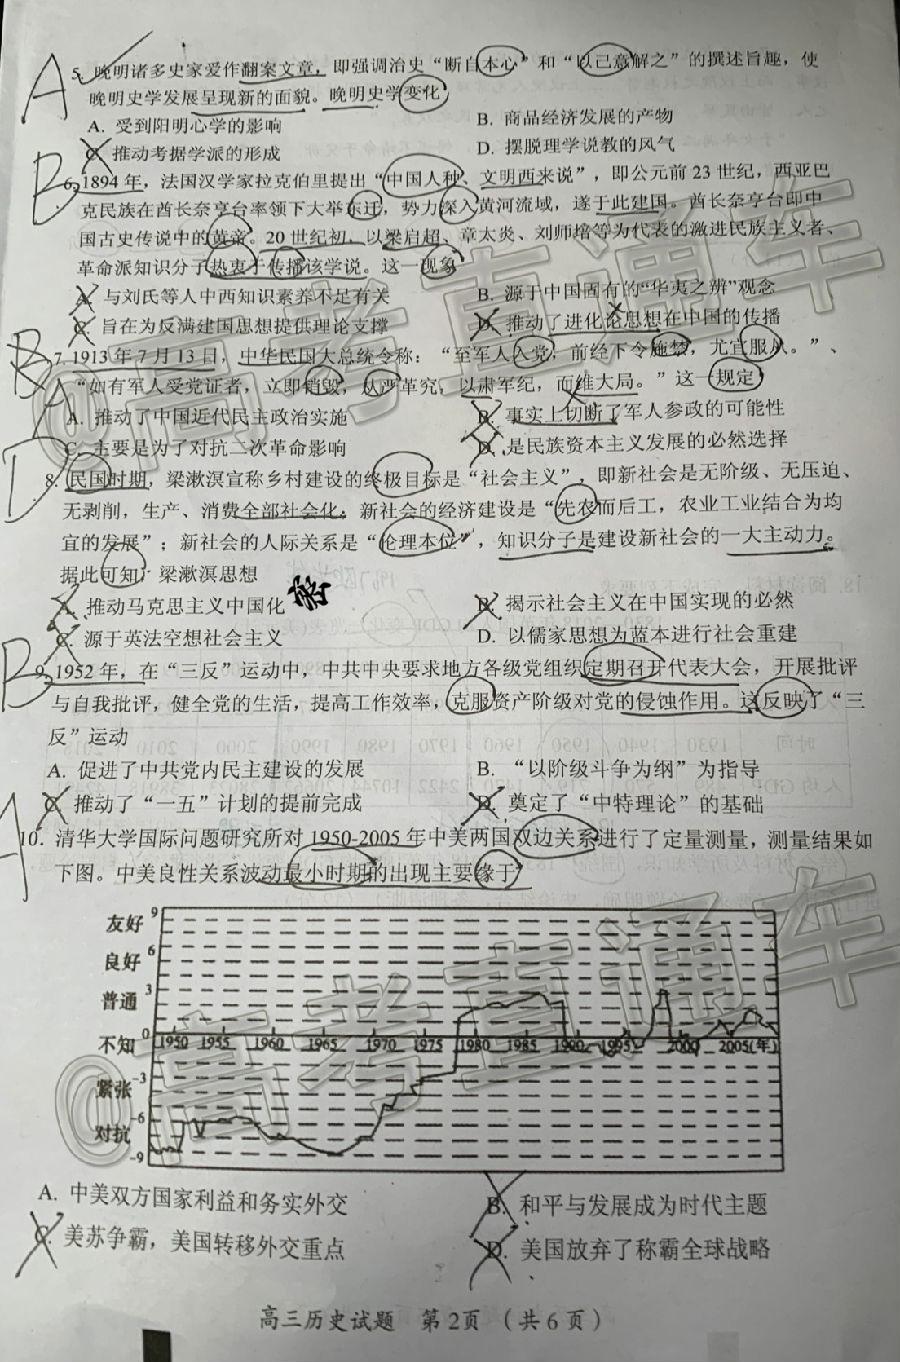 A
5. 晚明诸多史家爱作翻案文章，即强调治史“断自本心”和“以己意解之”的撰述旨趣，使
晚明史学发展呈现新的面貌。晚明史学变化
A. 受到阳明心学的影响
B. 商品经济发展的产物
C. 推动考据学派的形成
D. 摆脱理学说教的风气
B
6. 1894 年，法国汉学家拉克伯里提出“中国人种、文明西来说”，即公元前 23 世纪，西亚巴
克民族在酋长奈亨台率领下大举东迁，势力深入黄河流域，遂于此建国。酋长奈亨台即中
国古史传说中的黄帝。20 世纪初，以梁启超、章太炎、刘师培等为代表的激进民族主义者、
革命派知识分子热衷于传播该学说。这一现象
A. 与刘氏等人中西知识素养不足有关
B. 源于中国固有的“华夷之辨”观念
C. 旨在为反满建国思想提供理论支撑
D. 推动了进化论思想在中国的传播
B
A
7. 1913 年 7 月 13 日，中华民国大总统令称：“至军人入党，前经下令施禁，尤宜服从。”、
“如有军人受党证者，立即销毁，从严革究，以肃军纪，而维大局。”这一规定
A. 推动了中国近代民主政治实施
B. 事实上切断了军人参政的可能性
C. 主要是为了对抗二次革命影响
D. 是民族资本主义发展的必然选择
D
8. 民国时期，梁漱溟宣称乡村建设的终极目标是“社会主义”，即新社会是无阶级、无压迫、
无剥削，生产、消费全部社会化；新社会的经济建设是“先农而后工，农业工业结合为均
宜的发展”；新社会的人际关系是“伦理本位”，知识分子是建设新社会的一大主动力。
据此可知，梁漱溟思想
A. 推动马克思主义中国化
B. 揭示社会主义在中国实现的必然
C. 源于英法空想社会主义
D. 以儒家思想为蓝本进行社会重建
B
9. 1952 年，在“三反”运动中，中共中央要求地方各级党组织定期召开代表大会，开展批评
与自我批评，健全党的生活，提高工作效率，克服资产阶级对党的侵蚀作用。这反映了“三
反”运动
A. 促进了中共党内民主建设的发展
B. “以阶级斗争为纲”为指导
C. 推动了“一五”计划的提前完成
D. 奠定了“中特理论”的基础
A
10. 清华大学国际问题研究所对 1950-2005 年中美两国双边关系进行了定量测量，测量结果如
下图。中美良性关系波动最小时期的出现主要缘于
友好 9
良好 6
普通 3
不知 0
1950 1955 1960 1965 1970 1975 1980 1985 1990 1995 2000 2005(年)
紧张 -3
-6
对抗 -9
A. 中美双方国家利益和务实外交
B. 和平与发展成为时代主题
C. 美苏争霸，美国转移外交重点
D. 美国放弃了称霸全球战略
高三历史试题 第 2 页 （共 6 页）
@高考直通车
@高考直通车